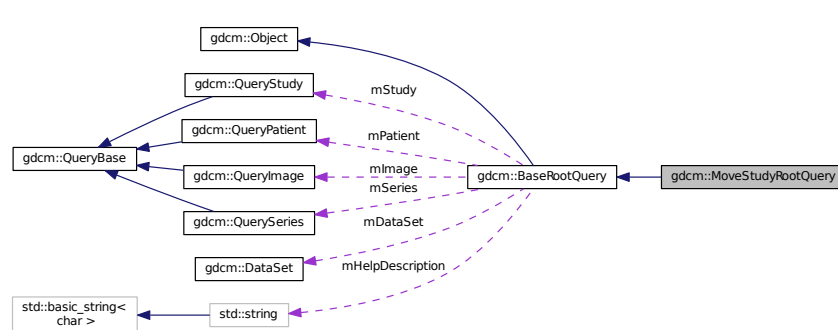 gdcm::Object
gdcm::QueryStudy
mStudy
gdcm::QueryPatient
mPatient
gdcm::QueryBase
gdcm::QueryImage
mImage
gdcm::BaseRootQuery
gdcm::MoveStudyRootQuery
mSeries
gdcm::QuerySeries
mDataSet
gdcm::DataSet
mHelpDescription
std::basic_string<
char >
std::string